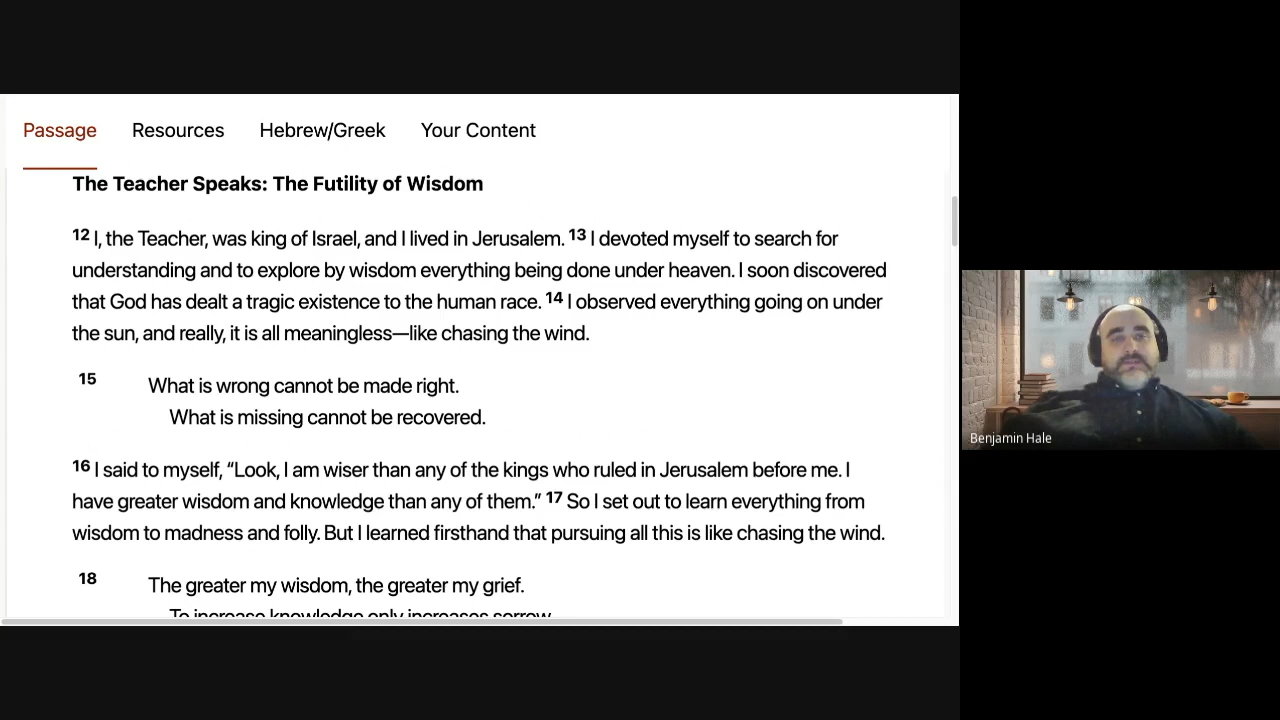 Passage Resources Hebrew/Greek Your Content
The Teacher Speaks: The Futility of Wisdom
12 I, the Teacher, was king of Israel, and I lived in Jerusalem. 13 I devoted myself to search for
understanding and to explore by wisdom everything being done under heaven. I soon discovered
that God has dealt a tragic existence to the human race. 14 I observed everything going on under
the sun, and really, it is all meaningless—like chasing the wind.
15 What is wrong cannot be made right.
What is missing cannot be recovered.
16 I said to myself, “Look, I am wiser than any of the kings who ruled in Jerusalem before me. I
have greater wisdom and knowledge than any of them.” 17 So I set out to learn everything from
wisdom to madness and folly. But I learned firsthand that pursuing all this is like chasing the wind.
18 The greater my wisdom, the greater my grief.
To increase knowledge only increases sorrow.
Benjamin Hale